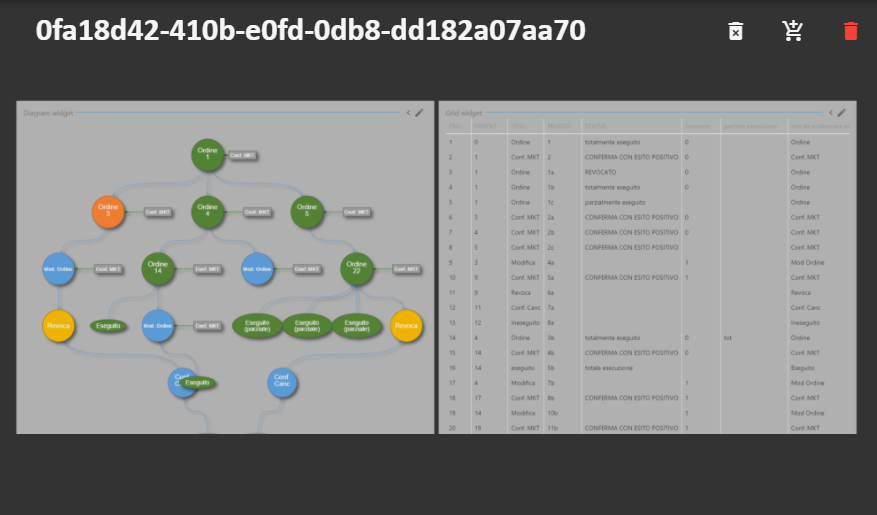 0fa18d42-410b-e0fd-0db8-dd182a07aa70
Diagram widget
Ordine
1
Conf. MKT
Ordine
3
Conf. MKT
Ordine
4
Conf. MKT
Ordine
5
Conf. MKT
Mod. Ordine
Conf. MKT
Ordine
14
Conf. MKT
Mod. Ordine
Conf. MKT
Ordine
22
Conf. MKT
Revoca
Eseguito
Mod. Ordine
Conf. MKT
Eseguito
(parziale)
Eseguito
(parziale)
Eseguito
(parziale)
Revoca
Eseguito
Conf.
Canc
Grid widget
PARENT STATUS
1 0 Ordine 1 totalmente eseguito 0 Ordine
2 1 Conf. MKT 2 CONFERMA CON ESITO POSITIVO 0 Conf. MKT
3 1 Ordine 1a REVOCATO 0 Ordine
4 1 Ordine 1b totalmente eseguito 0 Ordine
5 1 Ordine 1c parzialmente eseguito Ordine
6 3 Conf. MKT 2a CONFERMA CON ESITO POSITIVO 0 Conf. MKT
7 4 Conf. MKT 2b CONFERMA CON ESITO POSITIVO 0 Conf. MKT
8 5 Conf. MKT 2c CONFERMA CON ESITO POSITIVO Conf. MKT
9 3 Modifica 4a 1 Mod Ordine
10 9 Conf. MKT 5a CONFERMA CON ESITO POSITIVO 1 Conf. MKT
11 9 Revoca 6a Revoca
12 11 Conf. Canc 7a Conf. Canc
13 12 Ineseguito 8a Ineseguito
14 4 Ordine 3b totalmente eseguito 0 tot Ordine
15 14 Conf. MKT 4b CONFERMA CON ESITO POSITIVO 0 Conf. MKT
16 14 eseguito 5b totale esecuzione Eseguito
17 4 Modifica 7b 1 Mod Ordine
18 17 Conf. MKT 8b CONFERMA CON ESITO POSITIVO 1 Conf. MKT
19 14 Modifica 10b 1 Mod Ordine
20 19 Conf. MKT 11b CONFERMA CON ESITO POSITIVO 1 Conf. MKT